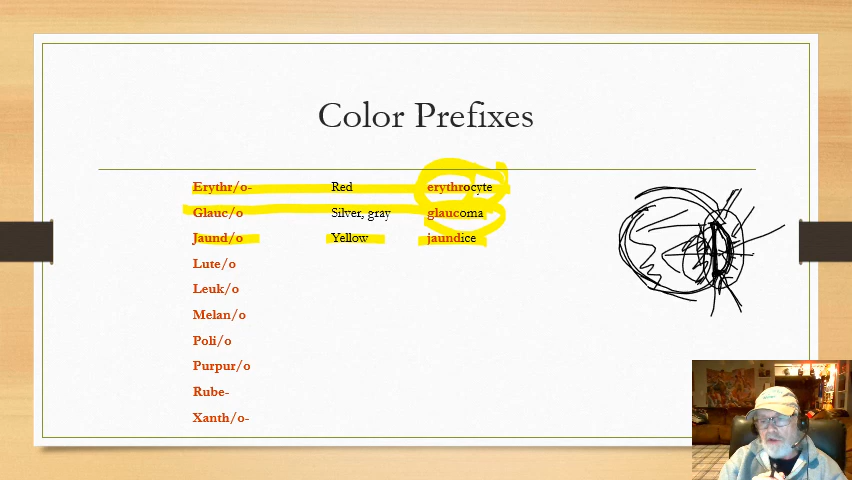 Color Prefixes
Erythr/o- Red erythrocyte
Glauc/o Silver, gray glaucoma
Jaund/o Yellow jaundice
Lute/o
Leuk/o
Melan/o
Poli/o
Purpur/o
Rube-
Xanth/o-